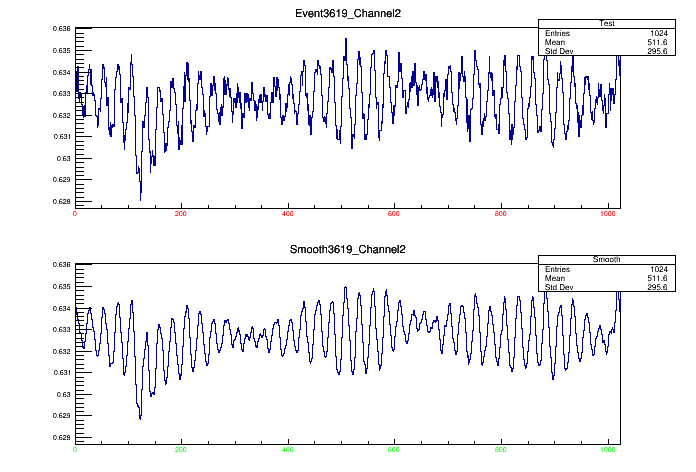 Event3619_Channel2
Test
Entries 1024
Mean 511.6
Std Dev 295.6
0.636
0.635
0.634
0.633
0.632
0.631
0.63
0.629
0.628
0 200 400 600 800 1000
Smooth3619_Channel2
Smooth
Entries 1024
Mean 511.6
Std Dev 295.6
0.636
0.635
0.634
0.633
0.632
0.631
0.63
0.629
0.628
0 200 400 600 800 1000